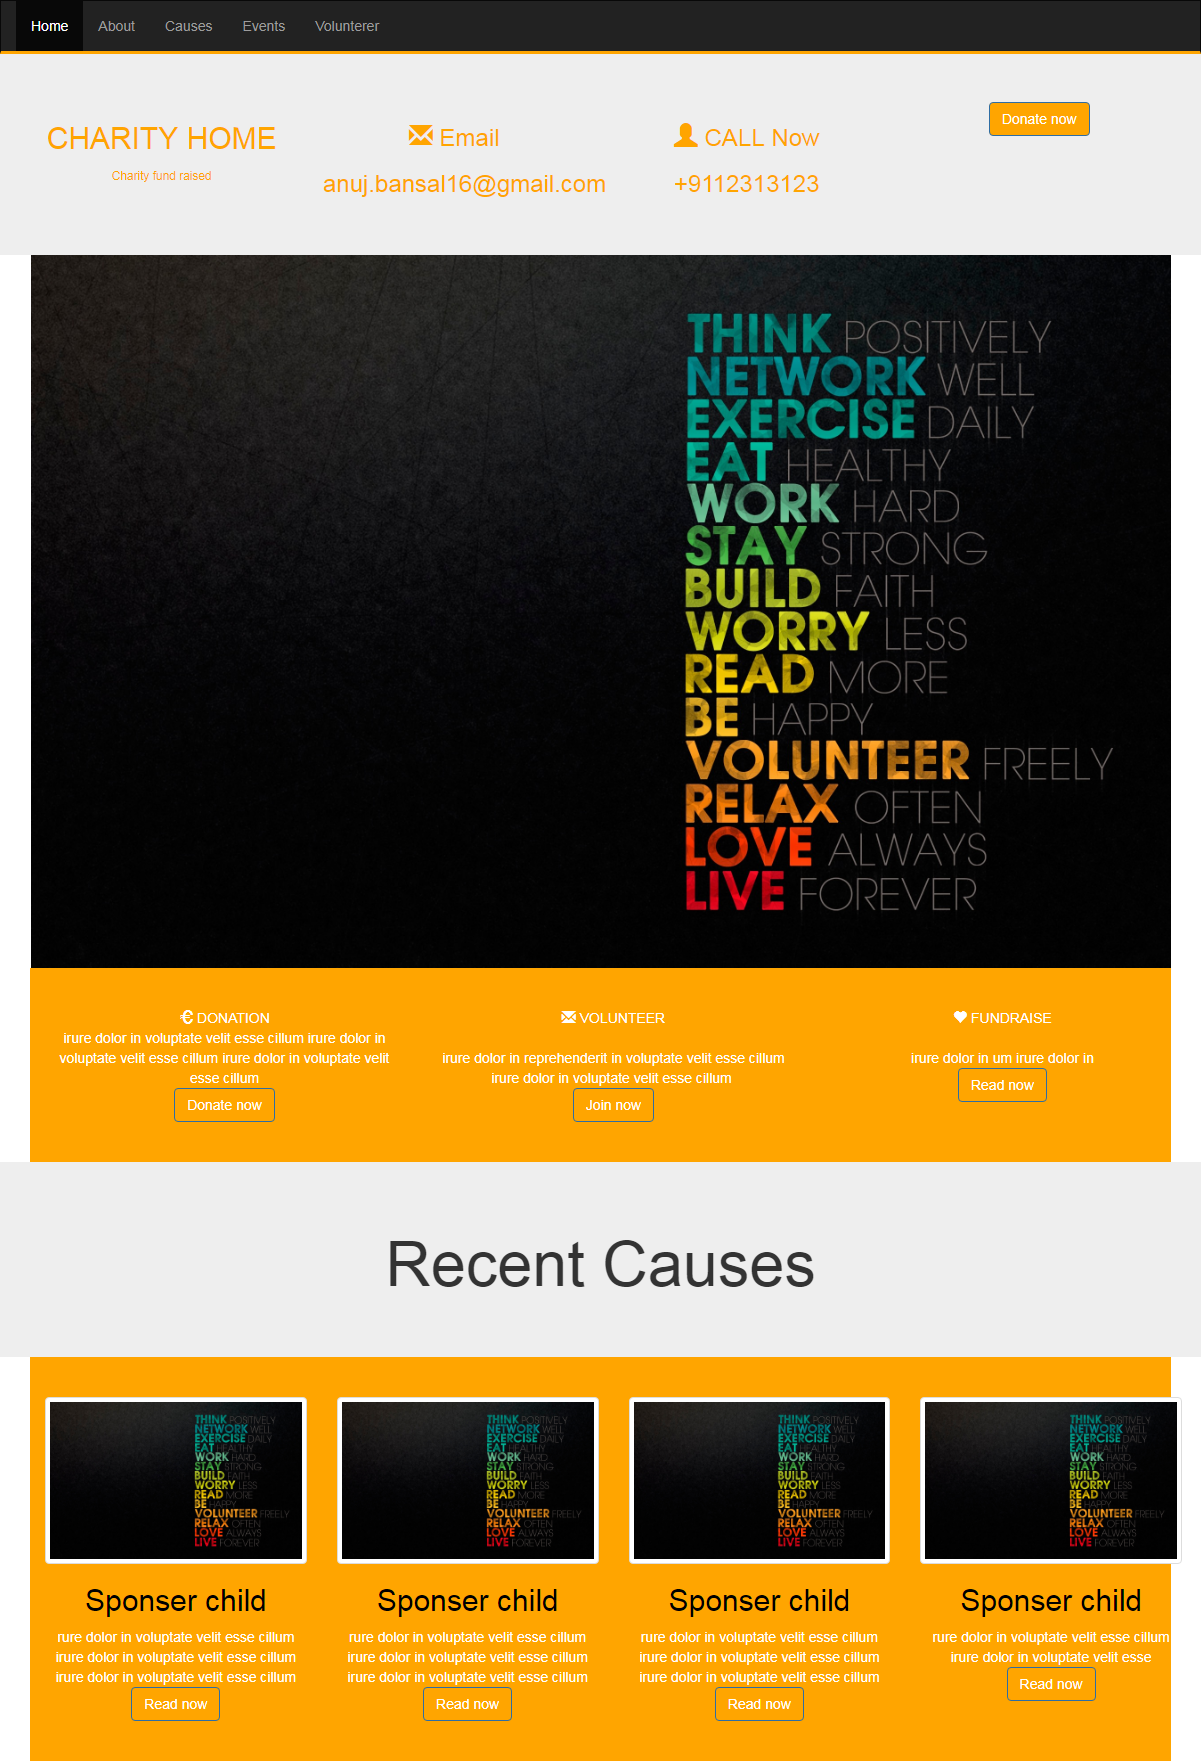 Home About Causes Events Volunterer
CHARITY HOME
Charity fund raised
Email
anuj.bansal16@gmail.com
CALL Now
+9112313123
Donate now
THINK POSITIVELY
NETWORK WELL
EXERCISE DAILY
EAT HEALTHY
WORK HARD
STAY STRONG
BUILD FAITH
WORRY LESS
READ MORE
BE HAPPY
VOLUNTEER FREELY
RELAX OFTEN
LOVE ALWAYS
LIVE FOREVER
€ DONATION
irure dolor in voluptate velit esse cillum irure dolor in
voluptate velit esse cillum irure dolor in voluptate velit
esse cillum
Donate now
VOLUNTEER
irure dolor in reprehenderit in voluptate velit esse cillum
irure dolor in voluptate velit esse cillum
Join now
FUNDRAISE
irure dolor in um irure dolor in
Read now
Recent Causes
THINK POSITIVELY
NETWORK WELL
EXERCISE DAILY
EAT HEALTHY
WORK HARD
STAY STRONG
BUILD FAITH
WORRY LESS
READ MORE
BE HAPPY
VOLUNTEER FREELY
RELAX OFTEN
LOVE ALWAYS
LIVE FOREVER
Sponser child
rure dolor in voluptate velit esse cillum
irure dolor in voluptate velit esse cillum
irure dolor in voluptate velit esse cillum
Read now
THINK POSITIVELY
NETWORK WELL
EXERCISE DAILY
EAT HEALTHY
WORK HARD
STAY STRONG
BUILD FAITH
WORRY LESS
READ MORE
BE HAPPY
VOLUNTEER FREELY
RELAX OFTEN
LOVE ALWAYS
LIVE FOREVER
Sponser child
rure dolor in voluptate velit esse cillum
irure dolor in voluptate velit esse cillum
irure dolor in voluptate velit esse cillum
Read now
THINK POSITIVELY
NETWORK WELL
EXERCISE DAILY
EAT HEALTHY
WORK HARD
STAY STRONG
BUILD FAITH
WORRY LESS
READ MORE
BE HAPPY
VOLUNTEER FREELY
RELAX OFTEN
LOVE ALWAYS
LIVE FOREVER
Sponser child
rure dolor in voluptate velit esse cillum
irure dolor in voluptate velit esse cillum
irure dolor in voluptate velit esse cillum
Read now
THINK POSITIVELY
NETWORK WELL
EXERCISE DAILY
EAT HEALTHY
WORK HARD
STAY STRONG
BUILD FAITH
WORRY LESS
READ MORE
BE HAPPY
VOLUNTEER FREELY
RELAX OFTEN
LOVE ALWAYS
LIVE FOREVER
Sponser child
rure dolor in voluptate velit esse cillum
irure dolor in voluptate velit esse
Read now